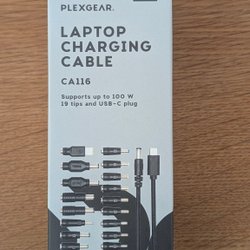 PLEXGEAR.
LAPTOP
CHARGING
CABLE
CA116
Supports up to 100 W
19 tips and USB-C plug